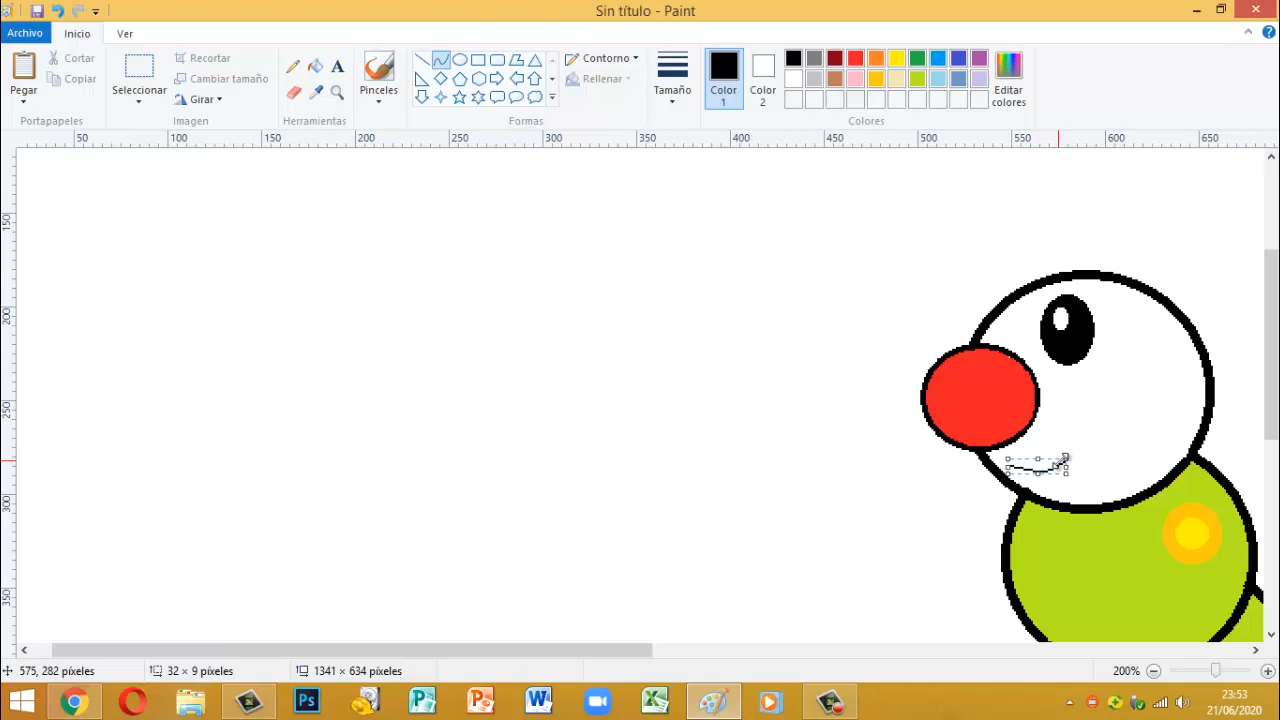 Sin título - Paint
Archivo Inicio Ver
Pegar
Cortar
Copiar
Portapapeles
Seleccionar
Recortar
Cambiar tamaño
Girar
Imagen
A
Herramientas
Pinceles
Contorno
Rellenar
Formas
Tamaño
Color 1
Color 2
Editar colores
Colores
50 100 150 200 250 300 350 400 450 500 550 600 650
150
200
250
300
350
575, 282 píxeles 32 × 9 píxeles 1341 × 634 píxeles 200%
Ps P P W X
23:53
21/06/2020